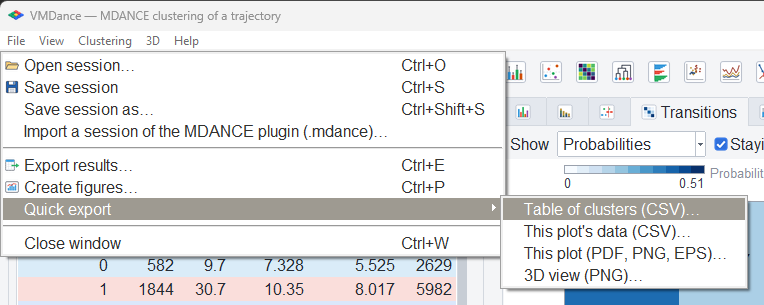 VMDance — MDANCE clustering of a trajectory
File View Clustering 3D Help
Open session… Ctrl+O
Save session Ctrl+S
Save session as… Ctrl+Shift+S
Import a session of the MDANCE plugin (.mdance)…
Export results… Ctrl+E
Create figures… Ctrl+P
Quick export
Close window Ctrl+W
Table of clusters (CSV)…
This plot's data (CSV)…
This plot (PDF, PNG, EPS)…
3D view (PNG)…
Transitions
Show Probabilities
0 0.51
0 582 9.7 7.328 5.525 2629
1 1844 30.7 10.35 8.017 5982